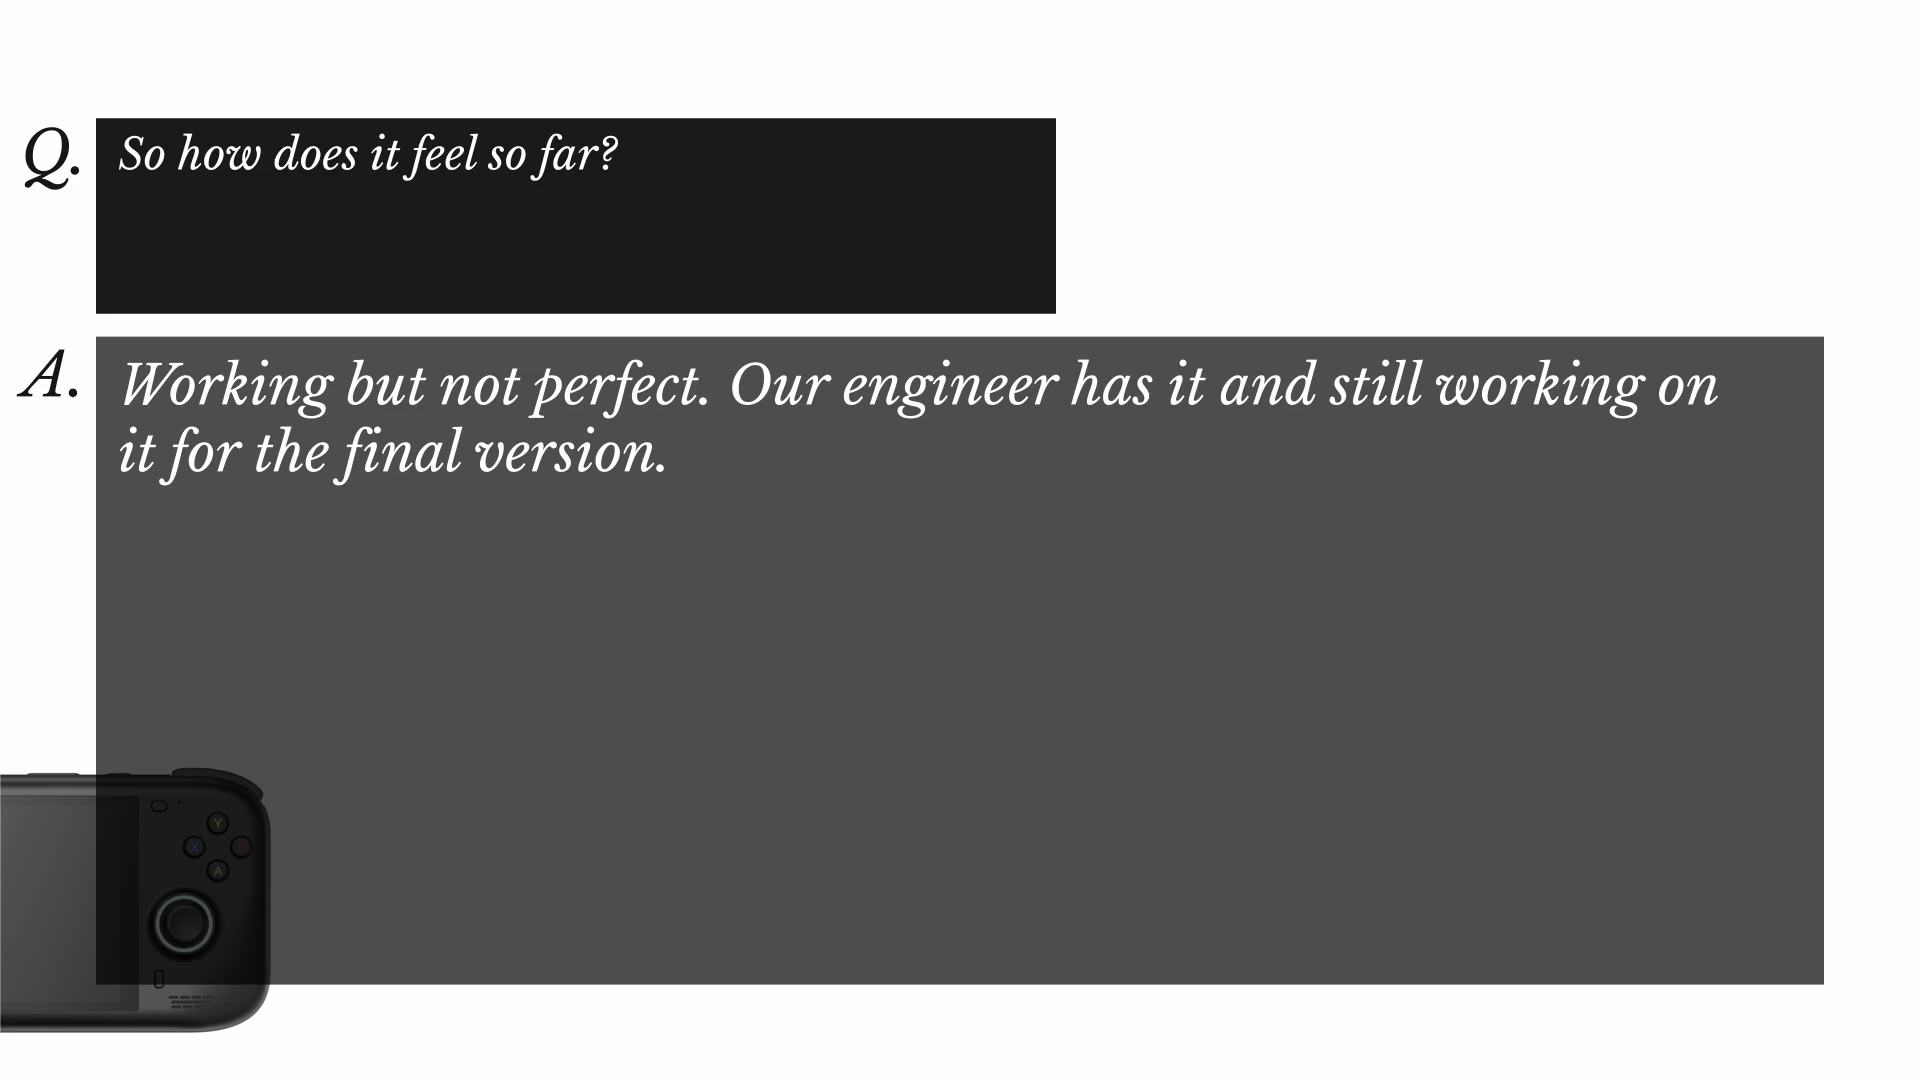 Q. So how does it feel so far?
A. Working but not perfect. Our engineer has it and still working on
it for the final version.
Y
X
A